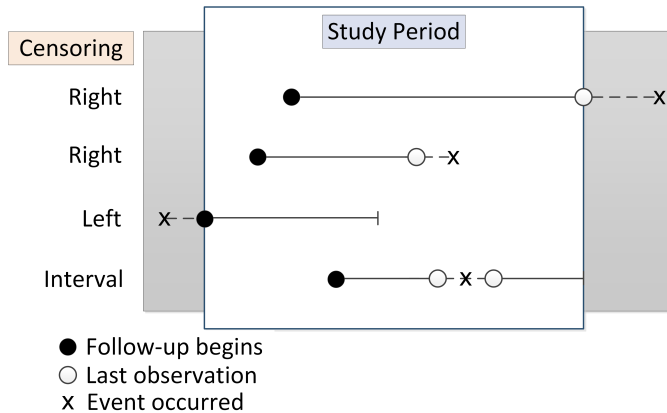 Study Period
Censoring
Right
Right
Left
Interval
Follow-up begins
Last observation
x Event occurred